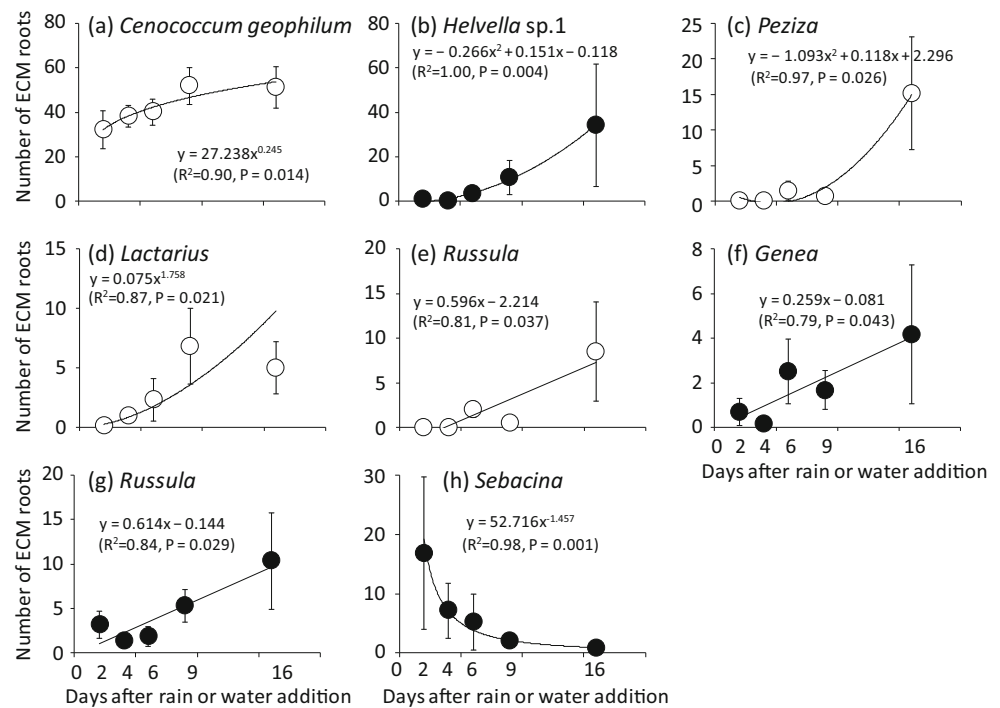 (a) Cenococcum geophilum
Number of ECM roots
80
60
40
20
0
y = 27.238x^0.245
(R²=0.90, P = 0.014)
(b) Helvella sp.1
80
60
40
20
0
y = − 0.266x² + 0.151x − 0.118
(R²=1.00, P = 0.004)
(c) Peziza
25
20
15
10
5
0
y = − 1.093x² + 0.118x + 2.296
(R²=0.97, P = 0.026)
(d) Lactarius
Number of ECM roots
15
10
5
0
y = 0.075x^1.758
(R²=0.87, P = 0.021)
(e) Russula
20
15
10
5
0
y = 0.596x − 2.214
(R²=0.81, P = 0.037)
(f) Genea
8
6
4
2
0
y = 0.259x − 0.081
(R²=0.79, P = 0.043)
0 2 4 6 9 16
Days after rain or water addition
(g) Russula
Number of ECM roots
20
15
10
5
0
y = 0.614x − 0.144
(R²=0.84, P = 0.029)
0 2 4 6 9 16
Days after rain or water addition
(h) Sebacina
30
20
10
0
y = 52.716x^-1.457
(R²=0.98, P = 0.001)
0 2 4 6 9 16
Days after rain or water addition